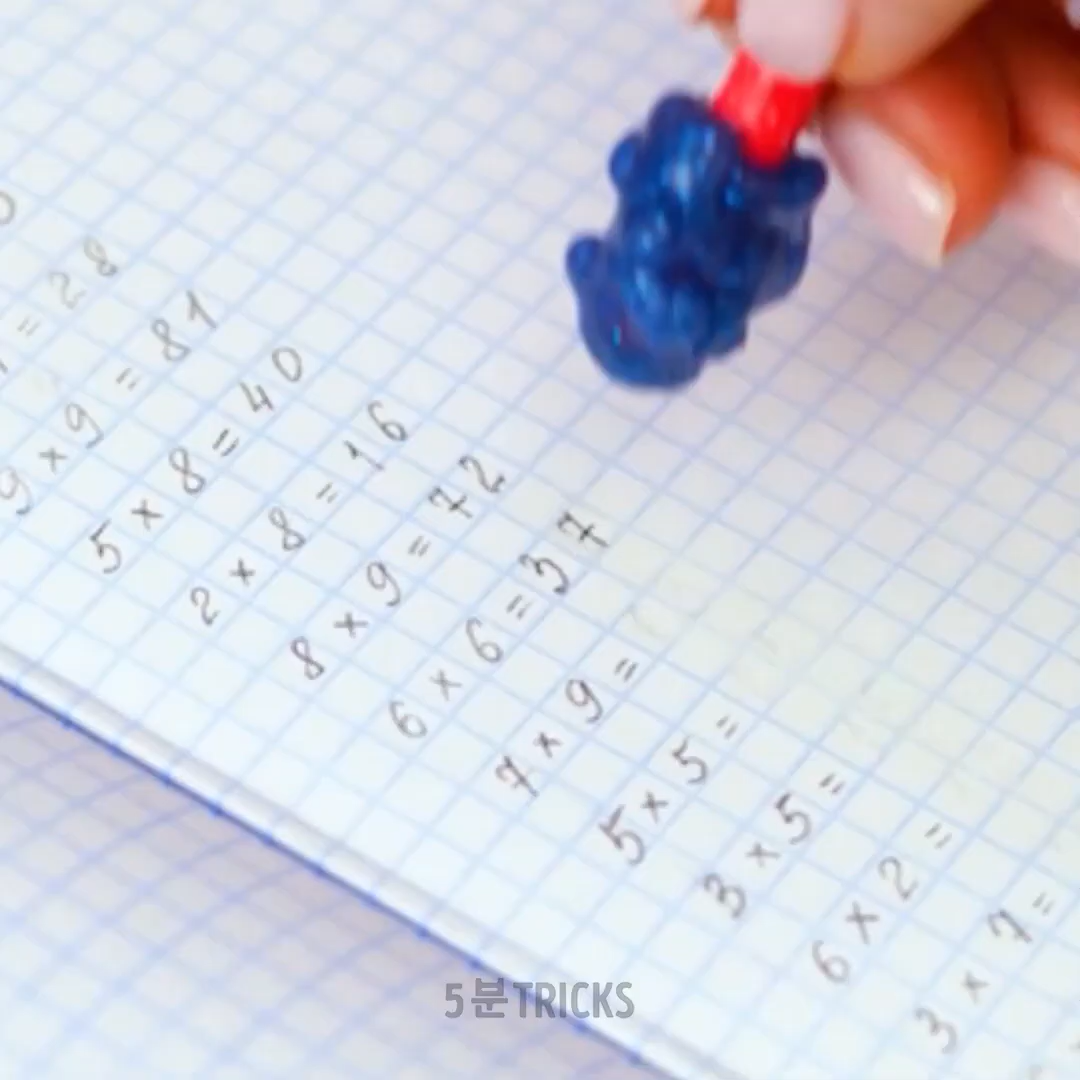 = 28
9 × 9 = 81
5 × 8 = 40
2 × 8 = 16
8 × 9 = 72
6 × 6 = 37
7 × 9 =
5 × 5 =
3 × 5 =
6 × 2 =
3 × 7 =
5분TRICKS